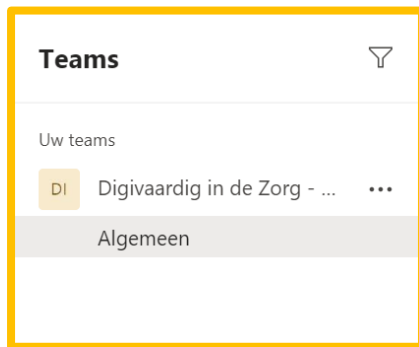 Teams
Uw teams
DI Digivaardig in de Zorg - ...
Algemeen